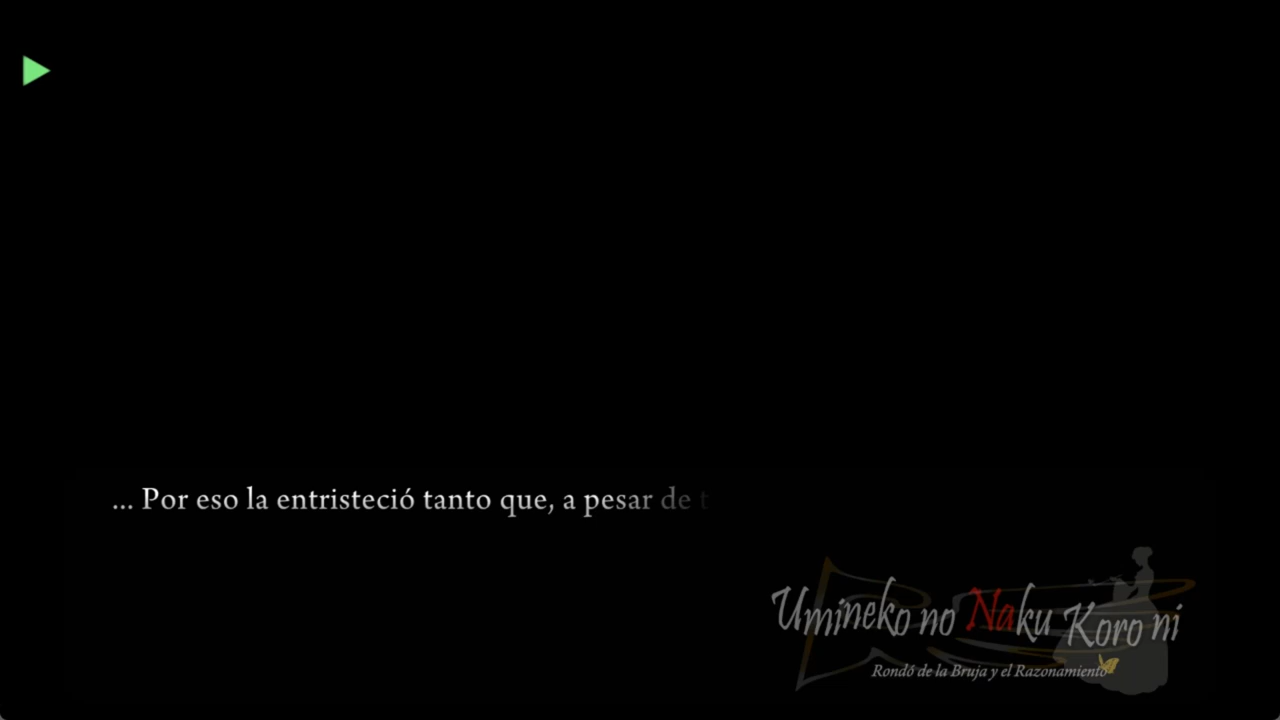 ... Por eso la entristeció tanto que, a pesar de t
Umineko no Naku Koro ni
Rondó de la Bruja y el Razonamiento